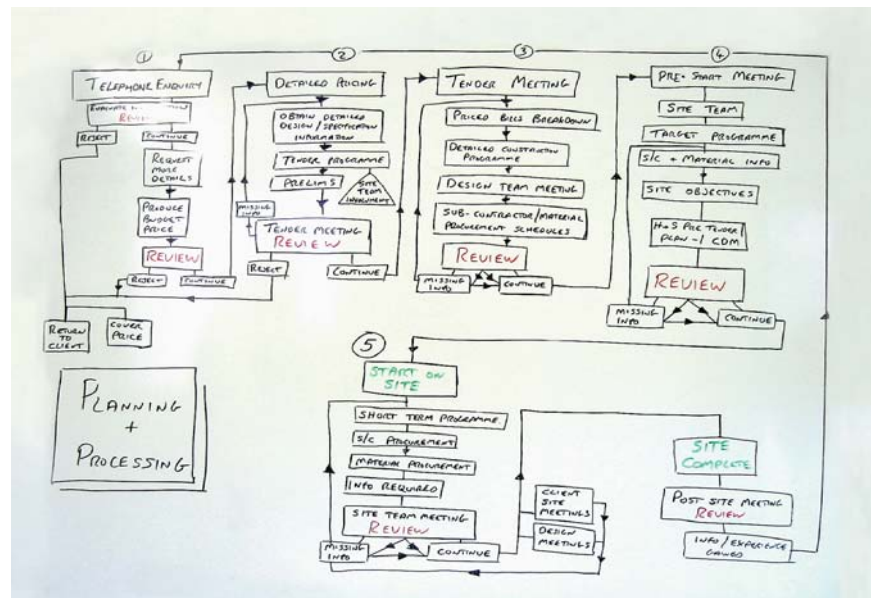 ①
TELEPHONE ENQUIRY
REVIEW
REJECT
CONTINUE
REQUEST
MORE
DETAILS
PRODUCE
BUDGET
PRICE
REVIEW
REJECT
CONTINUE
RETURN
TO
CLIENT
COVER
PRICE
②
DETAILED PRICING
OBTAIN DETAILED
DESIGN/SPECIFICATION
INFORMATION
TENDER PROGRAMME
PRELIMS
SITE
TEAM
INVOLVMENT
MISSING
INFO
TENDER MEETING
REVIEW
REJECT
CONTINUE
③
TENDER MEETING
PRICED BILLS BREAKDOWN
DETAILED CONSTRUCTION
PROGRAMME
DESIGN TEAM MEETING
SUB-CONTRACTOR/MATERIAL
PROCUREMENT SCHEDULES
REVIEW
MISSING
INFO
CONTINUE
④
PRE-START MEETING
SITE TEAM
TARGET PROGRAMME
S/C + MATERIAL INFO
SITE OBJECTIVES
H+S PRE TENDER/
PLAN-/ CDM
REVIEW
MISSING
INFO
CONTINUE
⑤
START ON
SITE
SHORT TERM PROGRAMME.
S/C PROCUREMENT
MATERIAL PROCUREMENT
INFO REQUIRED
SITE TEAM MEETING
REVIEW
MISSING
INFO
CONTINUE
CLIENT
SITE
MEETINGS
DESIGN
MEETINGS
SITE
COMPLETE
POST SITE MEETING
REVIEW
INFO/EXPERIENCE
GAINED
PLANNING
+
PROCESSING